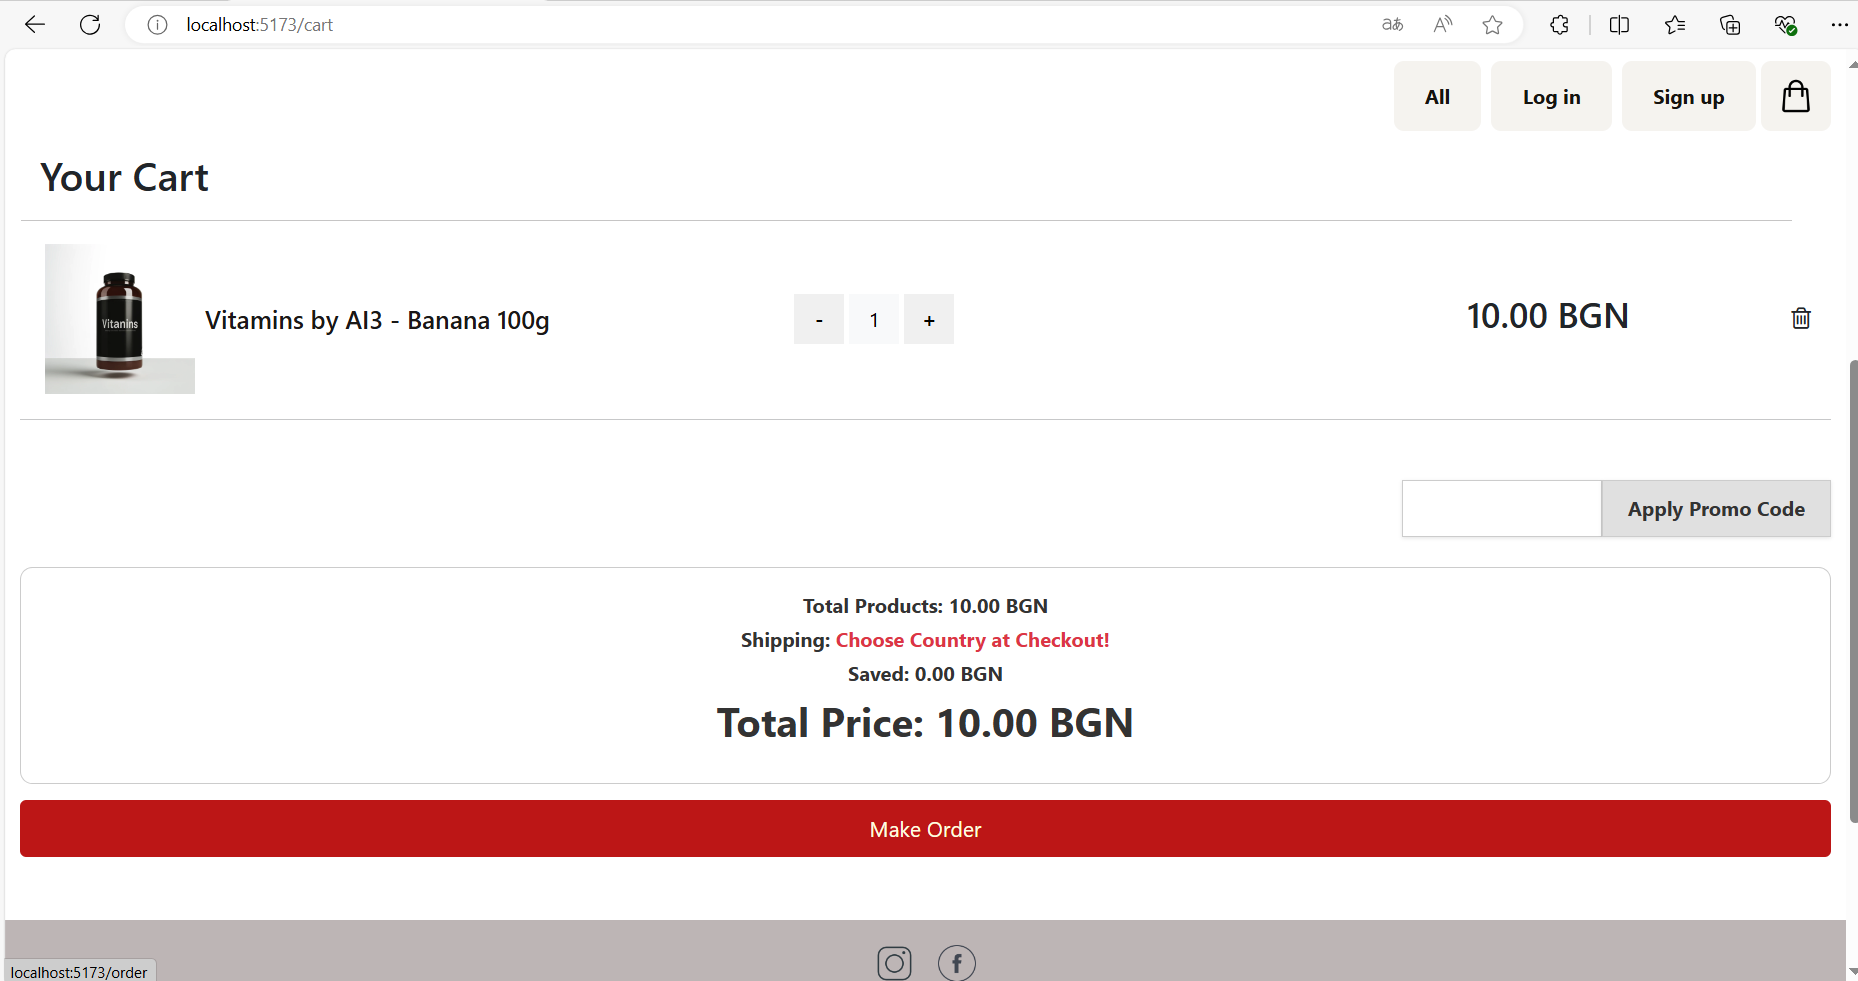 localhost:5173/cart
All
Log in
Sign up
Your Cart
Vitanins
Vitamins by AI3 - Banana 100g
-
1
+
10.00 BGN
Apply Promo Code
Total Products: 10.00 BGN
Shipping: Choose Country at Checkout!
Saved: 0.00 BGN
Total Price: 10.00 BGN
Make Order
localhost:5173/order